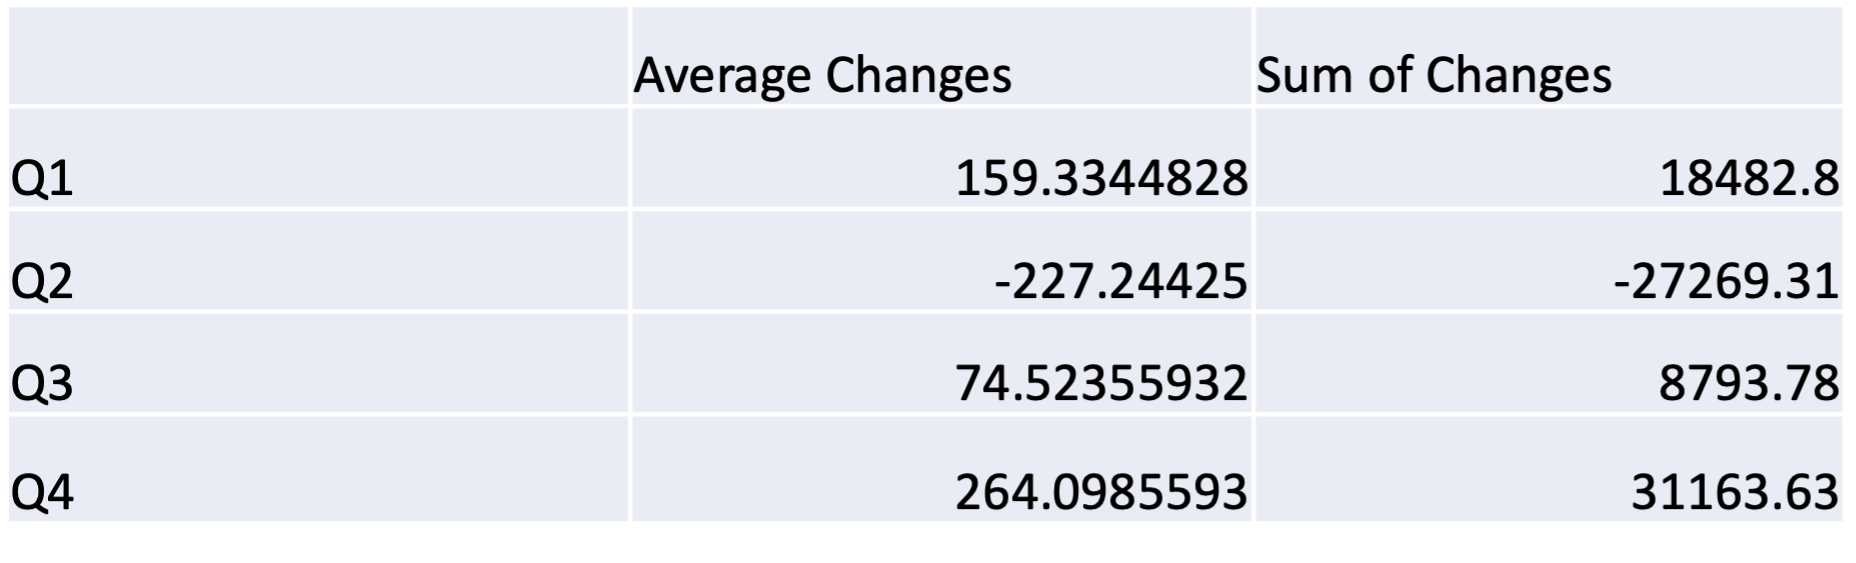 Average Changes Sum of Changes
Q1 159.3344828 18482.8
Q2 -227.24425 -27269.31
Q3 74.52355932 8793.78
Q4 264.0985593 31163.63